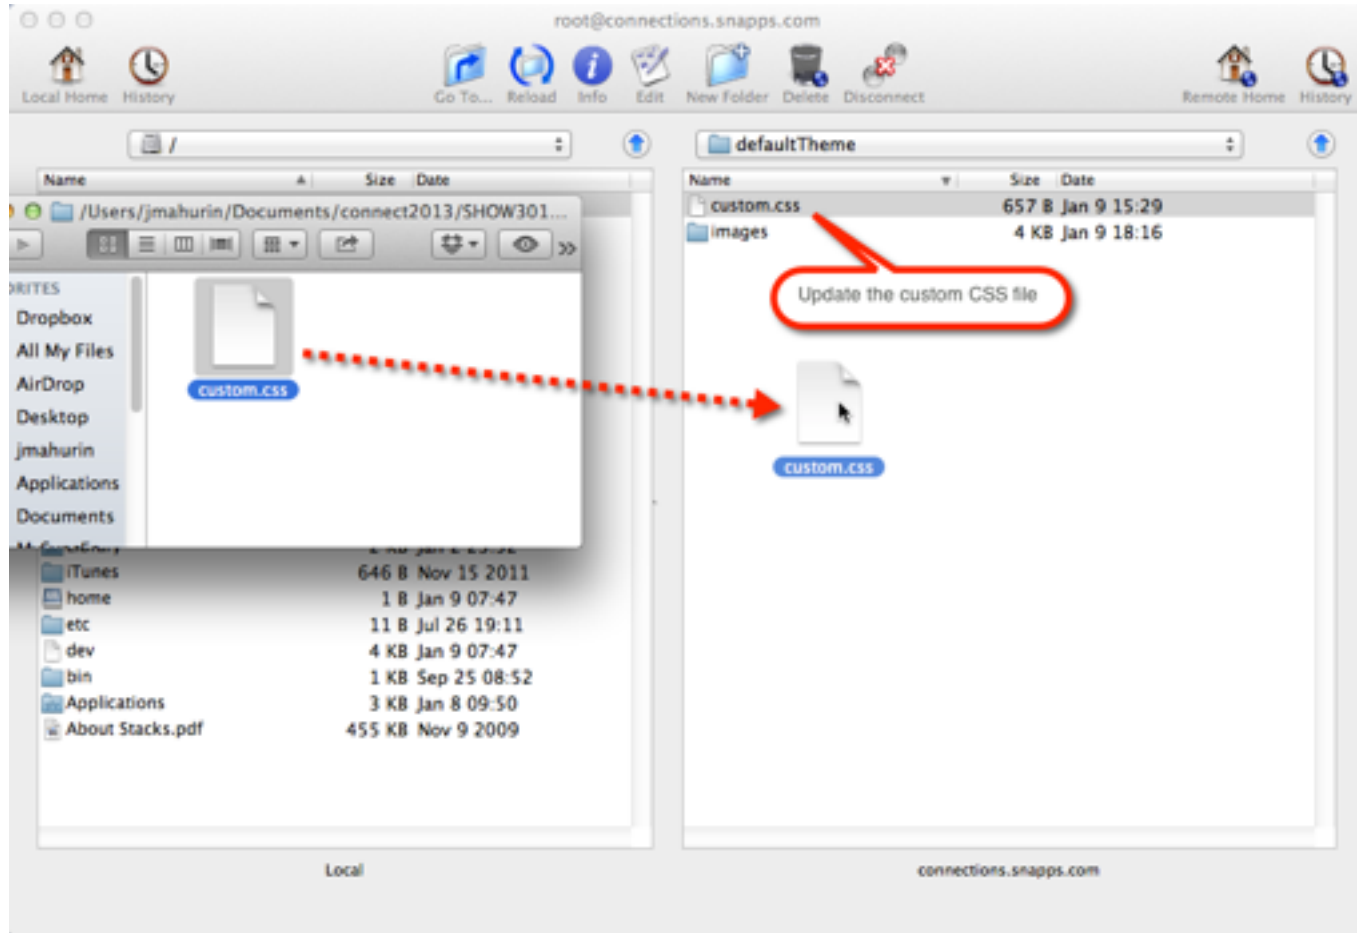 root@connections.snapps.com
Local Home History Go To... Reload Info Edit New Folder Delete Disconnect Remote Home History
/
defaultTheme
Name Size Date
Name Size Date
/Users/jmahurin/Documents/connect2013/SHOW301...
custom.css 657 B Jan 9 15:29
images 4 KB Jan 9 18:16
Update the custom CSS file
Dropbox
All My Files
AirDrop
Desktop
jmahurin
Applications
Documents
custom.css
custom.css
iTunes 646 B Nov 15 2011
home 1 B Jan 9 07:47
etc 11 B Jul 26 19:11
dev 4 KB Jan 9 07:47
bin 1 KB Sep 25 08:52
Applications 3 KB Jan 8 09:50
About Stacks.pdf 455 KB Nov 9 2009
Local
connections.snapps.com